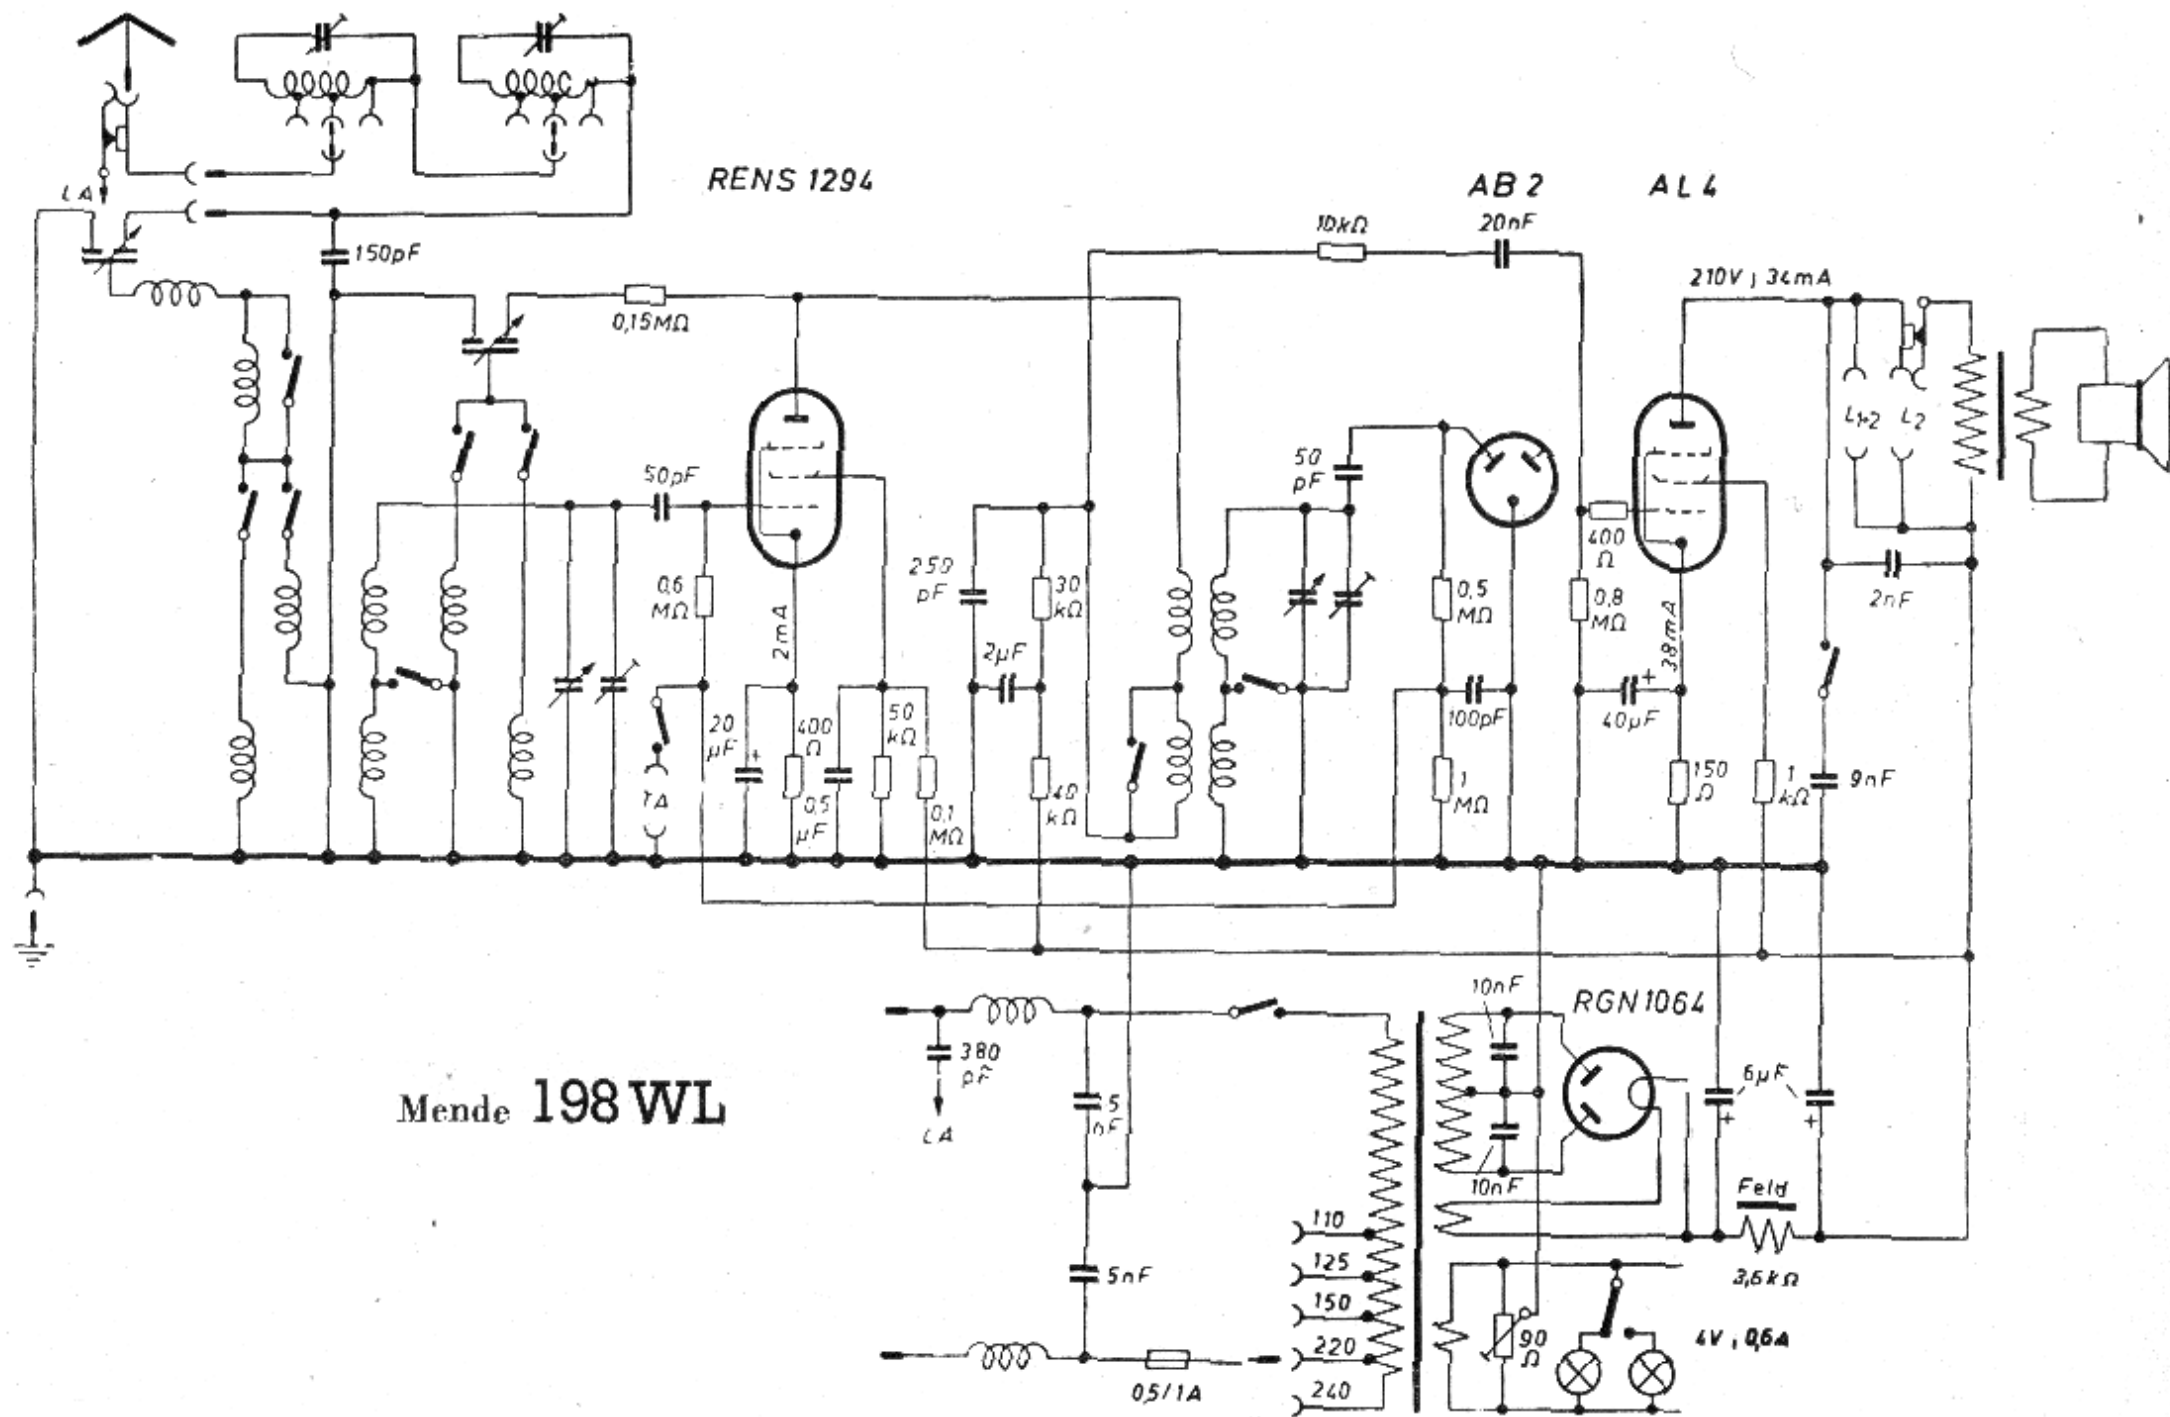 RENS 1294
AB 2
AL 4
LA
10kΩ
20nF
150pF
210V, 34mA
0,15MΩ
L1+2
L2
50pF
50
pF
400
Ω
250
pF
30
kΩ
0,6
MΩ
0,5
MΩ
0,8
MΩ
2nF
2mA
38mA
2µF
20
µF
+
400
Ω
50
kΩ
100pF
40µF
+
TA
0,5
µF
0,1
MΩ
40
kΩ
1
MΩ
150
Ω
1
kΩ
9nF
10nF
RGN 1064
380
pF
LA
5
nF
6µF
+
+
Mende 198 WL
10nF
Feld
110
125
5nF
3,6kΩ
150
220
90
Ω
4V, 0,6A
0,5/1A
240